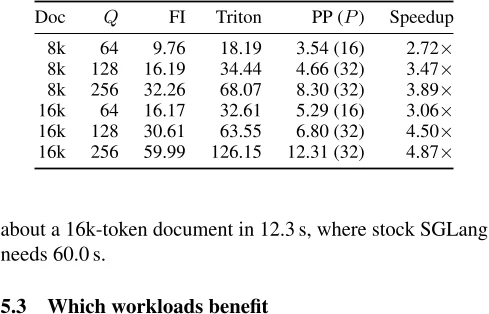 Doc Q FI Triton PP (P) Speedup
8k 64 9.76 18.19 3.54 (16) 2.72×
8k 128 16.19 34.44 4.66 (32) 3.47×
8k 256 32.26 68.07 8.30 (32) 3.89×
16k 64 16.17 32.61 5.29 (16) 3.06×
16k 128 30.61 63.55 6.80 (32) 4.50×
16k 256 59.99 126.15 12.31 (32) 4.87×
about a 16k-token document in 12.3 s, where stock SGLang
needs 60.0 s.
5.3 Which workloads benefit